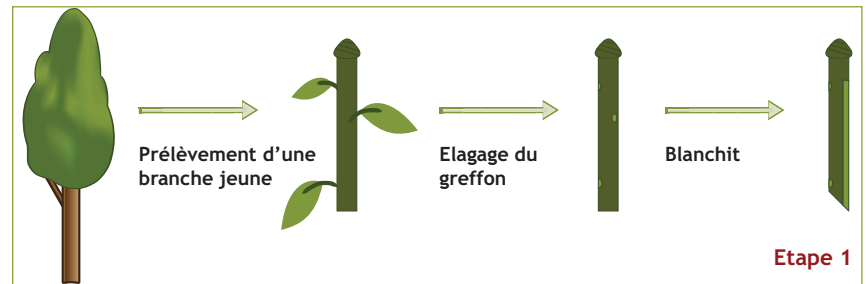 Prélèvement d'une
branche jeune
Elagage du
greffon
Blanchit
Etape 1